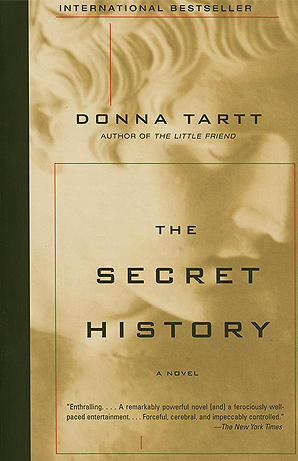 INTERNATIONAL BESTSELLER
DONNA TARTT
AUTHOR OF THE LITTLE FRIEND
THE
SECRET
HISTORY
A NOVEL
"Enthralling. . . . A remarkably powerful novel [and] a ferociously well-
paced entertainment. . . . Forceful, cerebral, and impeccably controlled."
—The New York Times